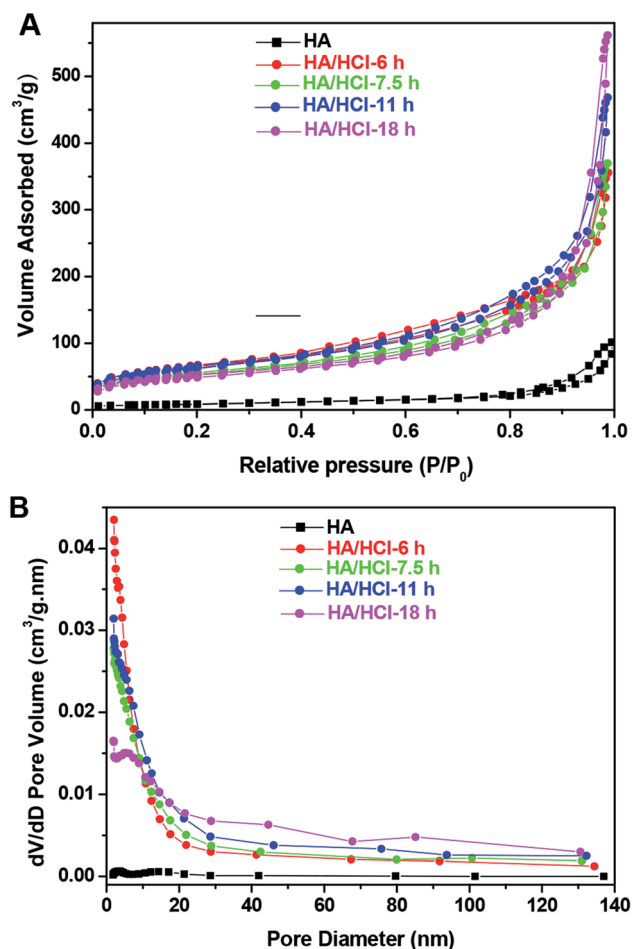 A
HA
HA/HCl-6 h
HA/HCl-7.5 h
HA/HCl-11 h
HA/HCl-18 h
Volume Adsorbed (cm³/g)
500
400
300
200
100
0
0.0 0.2 0.4 0.6 0.8 1.0
Relative pressure (P/P₀)
B
HA
HA/HCl-6 h
HA/HCl-7.5 h
HA/HCl-11 h
HA/HCl-18 h
dV/dD Pore Volume (cm³/g.nm)
0.04
0.03
0.02
0.01
0.00
0 20 40 60 80 100 120 140
Pore Diameter (nm)